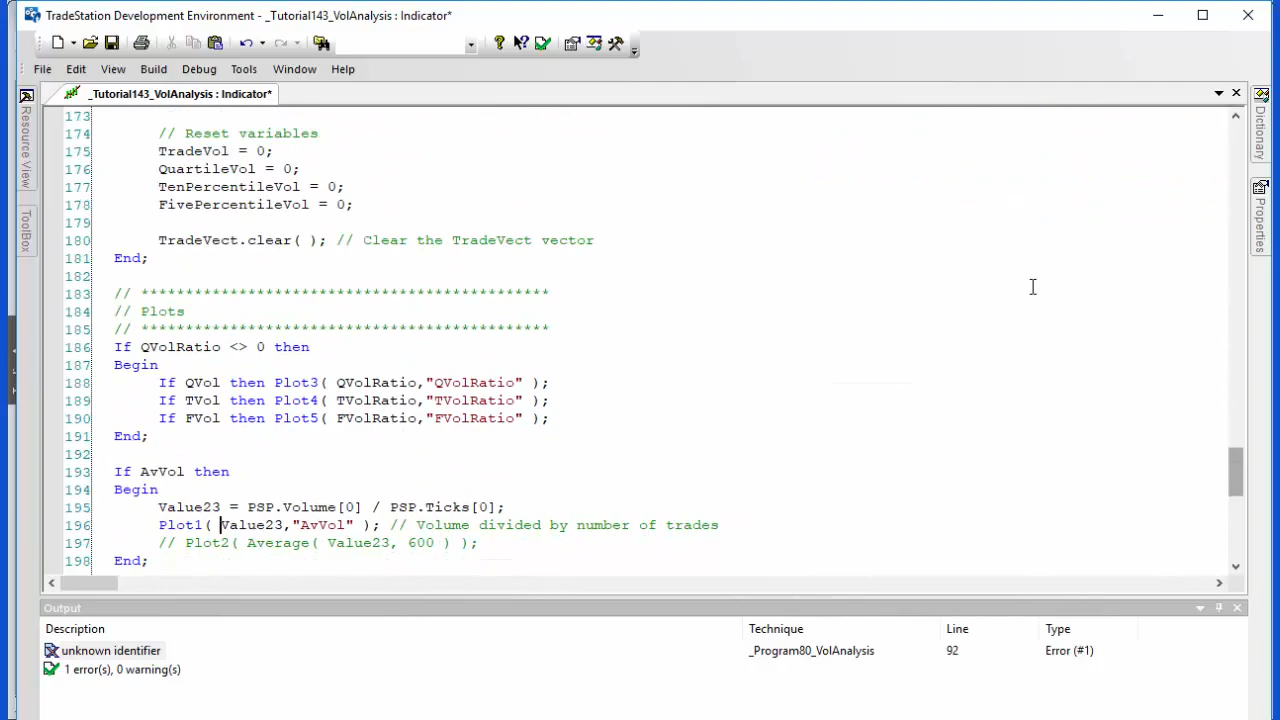 TradeStation Development Environment - _Tutorial143_VolAnalysis : Indicator*
File Edit View Build Debug Tools Window Help
_Tutorial143_VolAnalysis : Indicator*
Resource View
ToolBox
Dictionary
Properties
173
174 // Reset variables
175 TradeVol = 0;
176 QuartileVol = 0;
177 TenPercentileVol = 0;
178 FivePercentileVol = 0;
179
180 TradeVect.clear( ); // Clear the TradeVect vector
181 End;
182
183 // **********************************************
184 // Plots
185 // **********************************************
186 If QVolRatio <> 0 then
187 Begin
188 If QVol then Plot3( QVolRatio,"QVolRatio" );
189 If TVol then Plot4( TVolRatio,"TVolRatio" );
190 If FVol then Plot5( FVolRatio,"FVolRatio" );
191 End;
192
193 If AvVol then
194 Begin
195 Value23 = PSP.Volume[0] / PSP.Ticks[0];
196 Plot1( Value23,"AvVol" ); // Volume divided by number of trades
197 // Plot2( Average( Value23, 600 ) );
198 End;
Output
Description Technique Line Type
unknown identifier _Program80_VolAnalysis 92 Error (#1)
1 error(s), 0 warning(s)